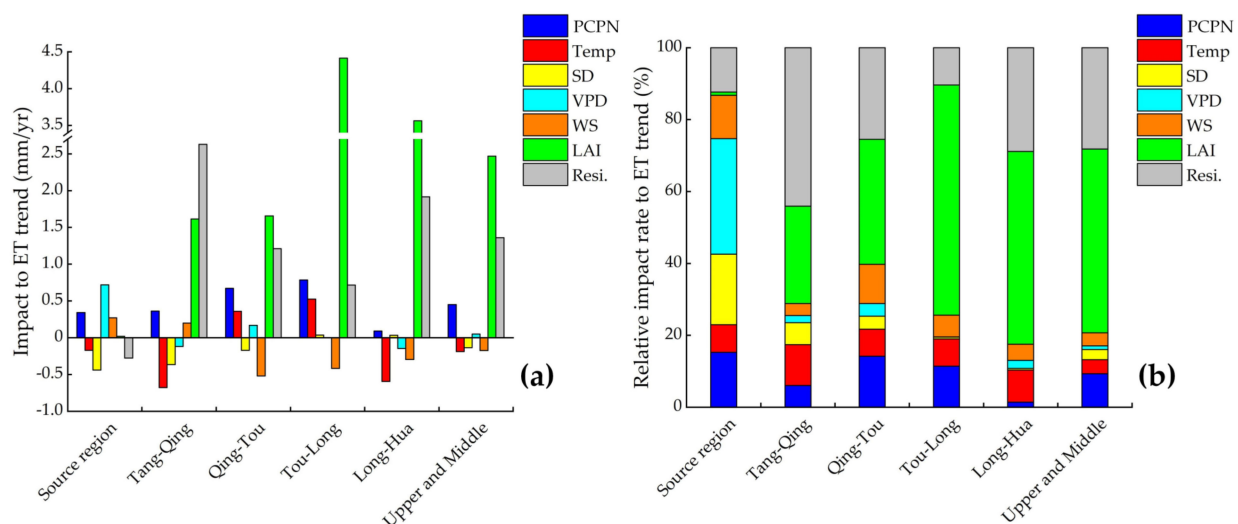 PCPN
Temp
SD
VPD
WS
LAI
Resi.
Impact to ET trend (mm/yr)
4.5
4.0
3.5
2.5
2.0
1.5
1.0
0.5
0
-0.5
-1.0
(a)
Source region
Tang-Qing
Qing-Tou
Tou-Long
Long-Hua
Upper and Middle
PCPN
Temp
SD
VPD
WS
LAI
Resi.
Relative impact rate to ET trend (%)
100
80
60
40
20
0
(b)
Source region
Tang-Qing
Qing-Tou
Tou-Long
Long-Hua
Upper and Middle